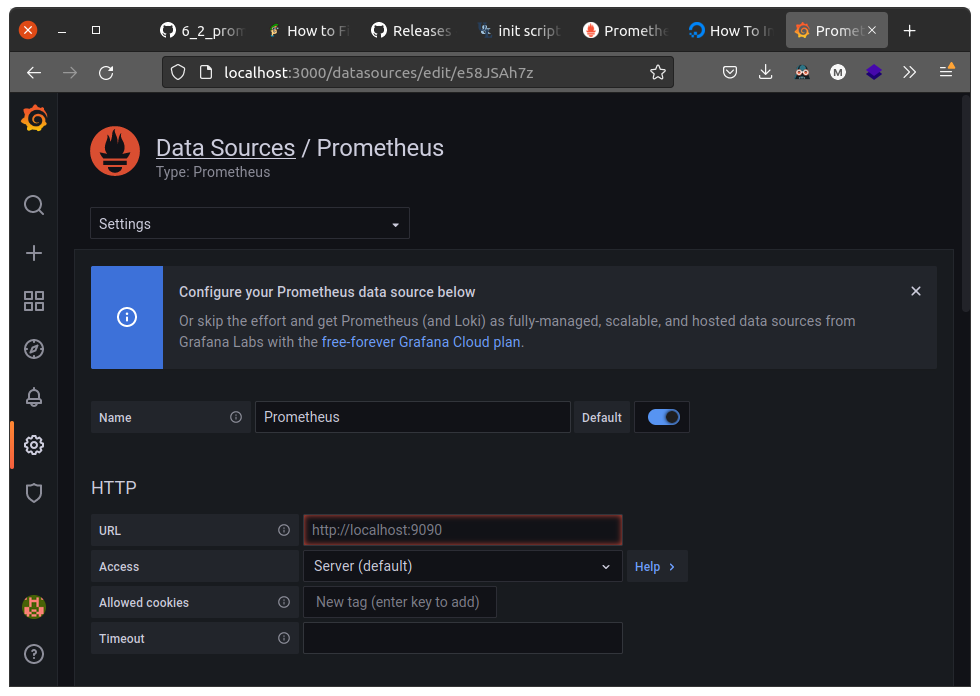 6_2_prom
How to Fi
Releases
init script
Promethe
How To In
Promet
localhost:3000/datasources/edit/e58JSAh7z
M
Data Sources / Prometheus
Type: Prometheus
Settings
Configure your Prometheus data source below
Or skip the effort and get Prometheus (and Loki) as fully-managed, scalable, and hosted data sources from
Grafana Labs with the free-forever Grafana Cloud plan.
Name
Prometheus
Default
HTTP
URL
http://localhost:9090
Access
Server (default)
Help
Allowed cookies
New tag (enter key to add)
Timeout